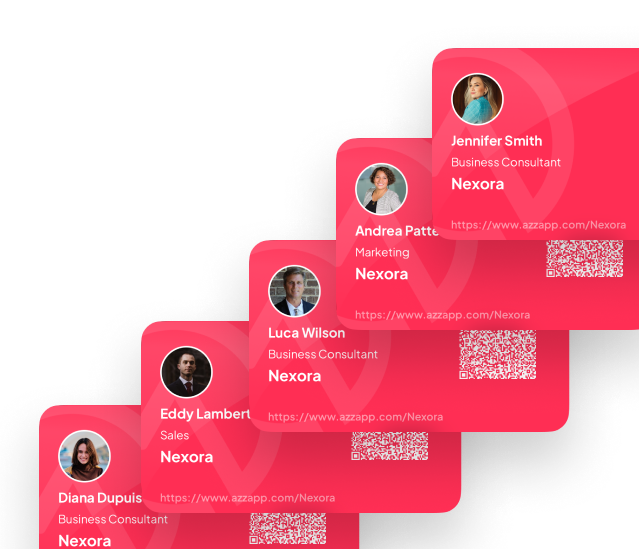 Jennifer Smith
Business Consultant
Nexora
https://www.azzapp.com/Nexora
Andrea Patte
Marketing
Nexora
https://www.azzapp.com/Nexora
Luca Wilson
Business Consultant
Nexora
https://www.azzapp.com/Nexora
Eddy Lambert
Sales
Nexora
https://www.azzapp.com/Nexora
Diana Dupuis
Business Consultant
Nexora